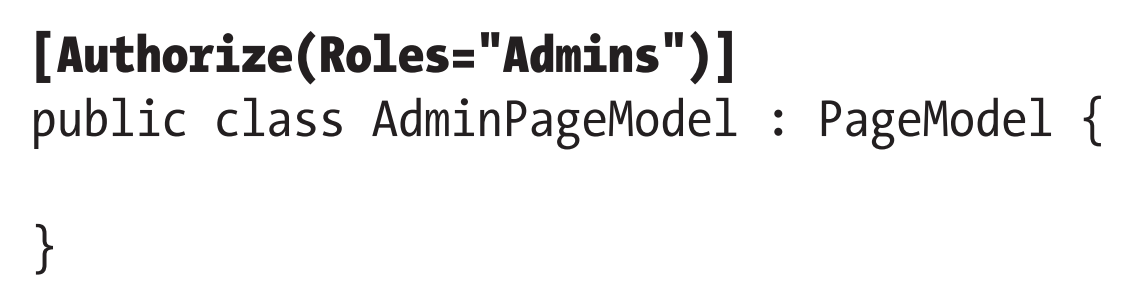 [Authorize(Roles="Admins")]
public class AdminPageModel : PageModel {
}